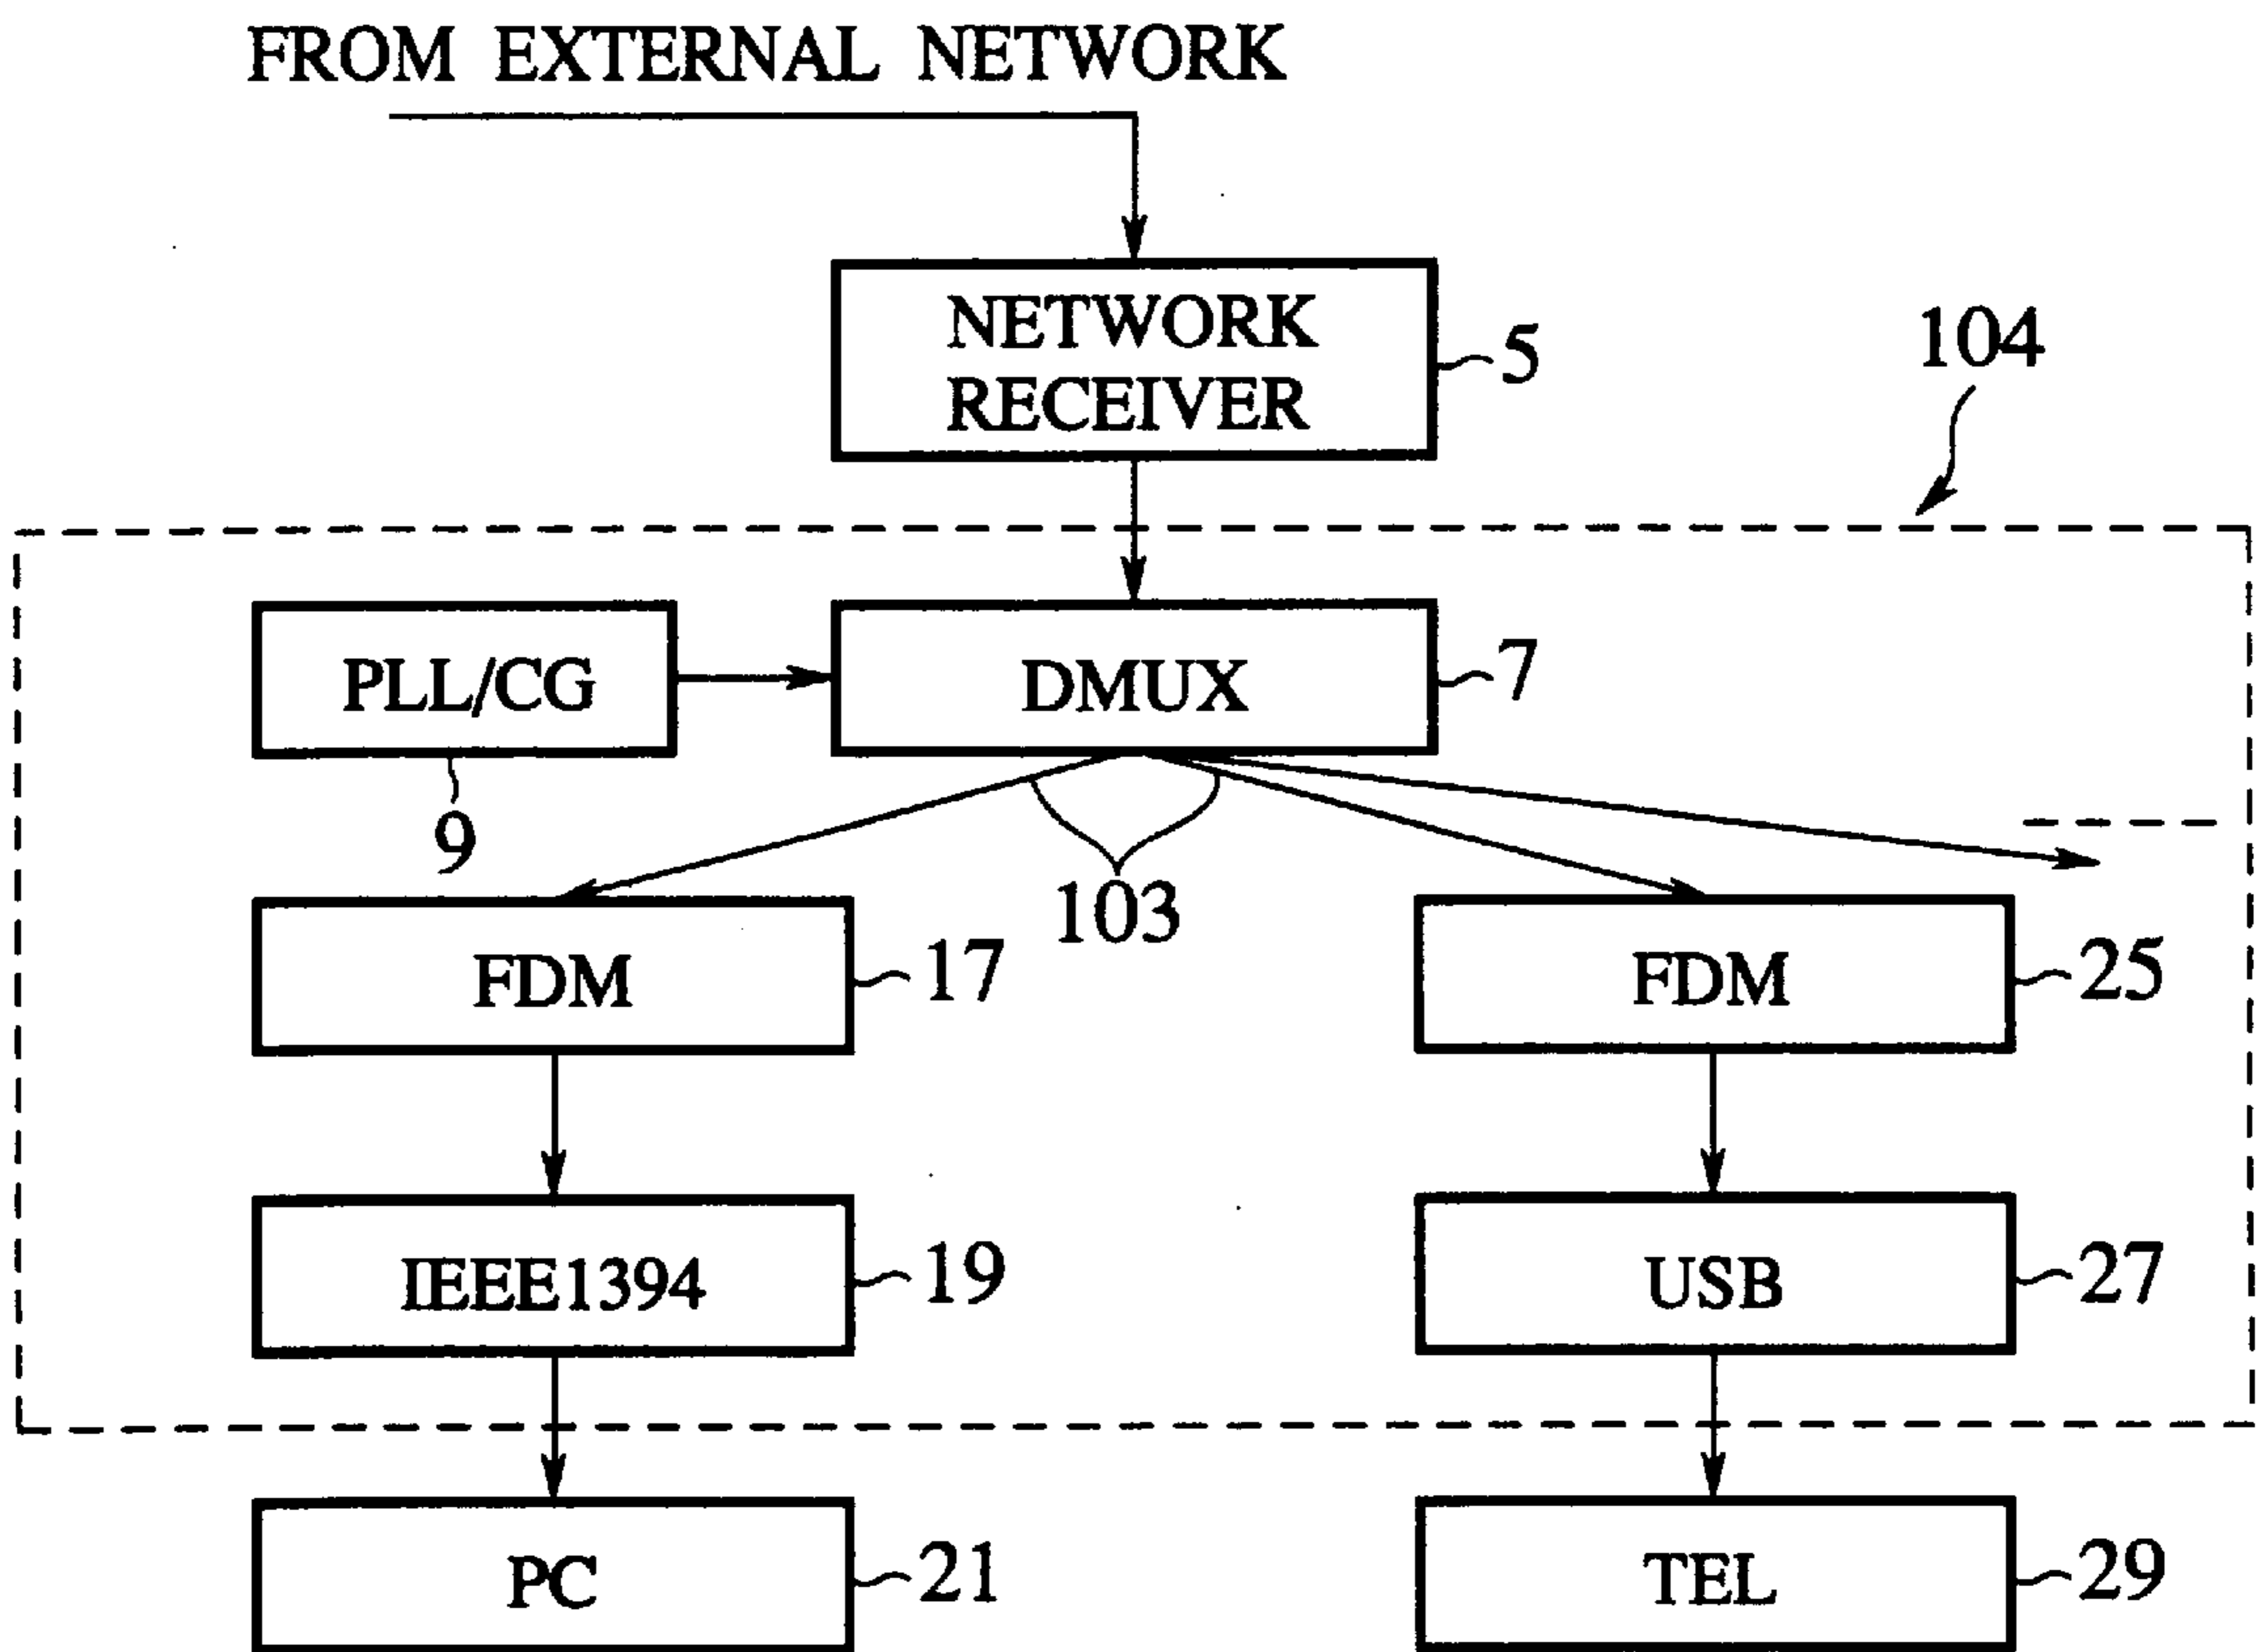 FROM EXTERNAL NETWORK
NETWORK
RECEIVER
5
104
PLL/CG
DMUX
7
9
103
FDM
17
FDM
25
IEEE1394
19
USB
27
PC
21
TEL
29